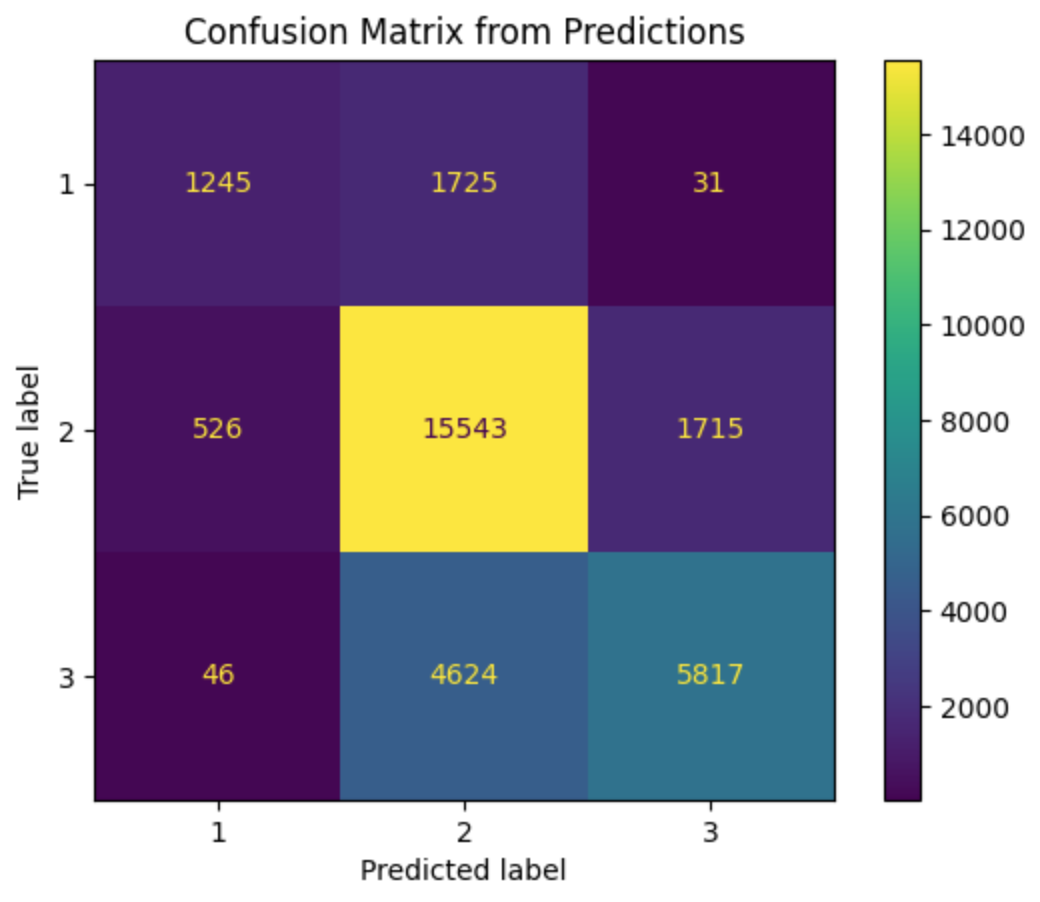 Confusion Matrix from Predictions
1245 1725 31
526 15543 1715
46 4624 5817
1
2
3
True label
1 2 3
Predicted label
14000
12000
10000
8000
6000
4000
2000